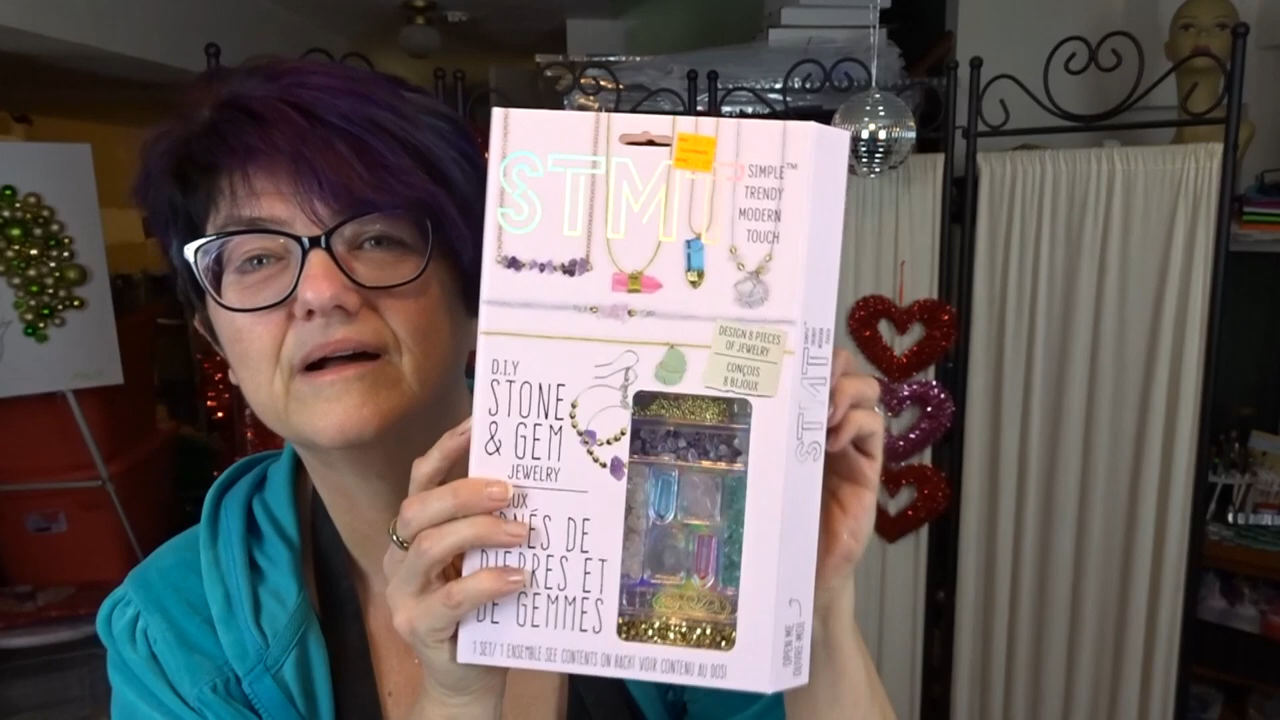 STMT
SIMPLE™
TRENDY
MODERN
TOUCH
DESIGN 8 PIECES
OF JEWELRY
CONÇOIS
8 BIJOUX
D.I.Y
STONE
& GEM
JEWELRY
DE
PIERRES ET
DE GEMMES
1 SET/ 1 ENSEMBLE-SEE CONTENTS ON BACK! VOIR CONTENU AU DOS!
STMT
OPEN ME
OUVRE-MOI